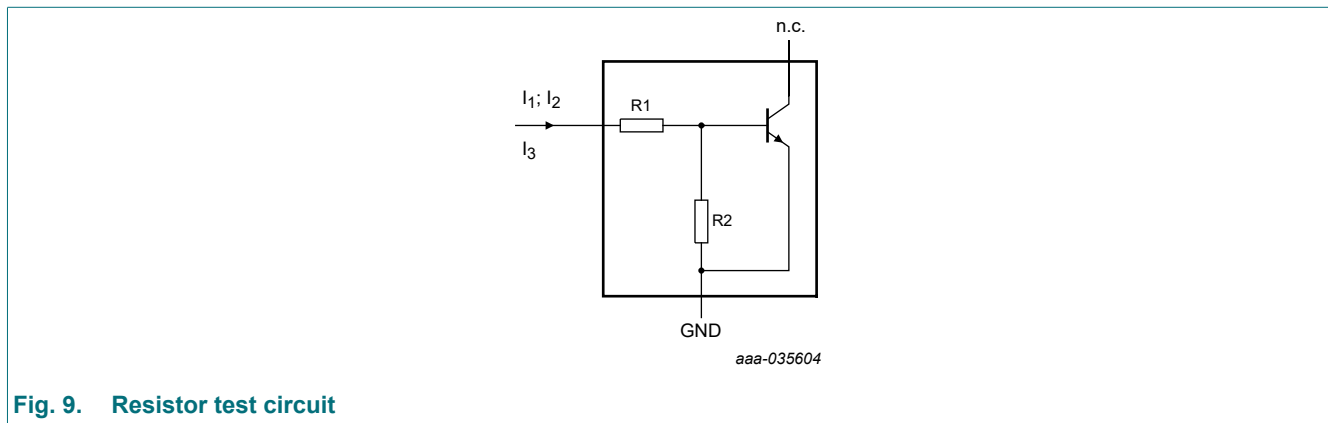 n.c.
I1; I2
R1
I3
R2
GND
aaa-035604
Fig. 9. Resistor test circuit